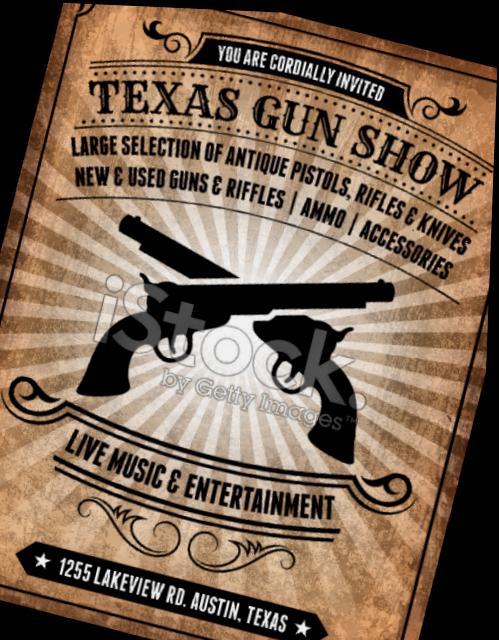 YOU ARE CORDIALLY INVITED
TEXAS GUN SHOW
LARGE SELECTION OF ANTIQUE PISTOLS, RIFLES & KNIVES
NEW & USED GUNS & RIFFLES | AMMO | ACCESSORIES
iStock.
by Getty Images™
LIVE MUSIC & ENTERTAINMENT
1255 LAKEVIEW RD. AUSTIN, TEXAS